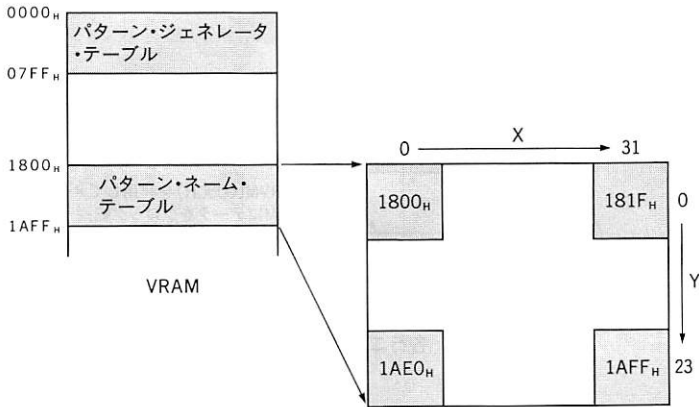 0000H
パターン・ジェネレータ
・テーブル
07FFH
1800H
パターン・ネーム・
テーブル
1AFFH
VRAM
0 X 31
1800H 181FH 0
Y
1AE0H 1AFFH 23